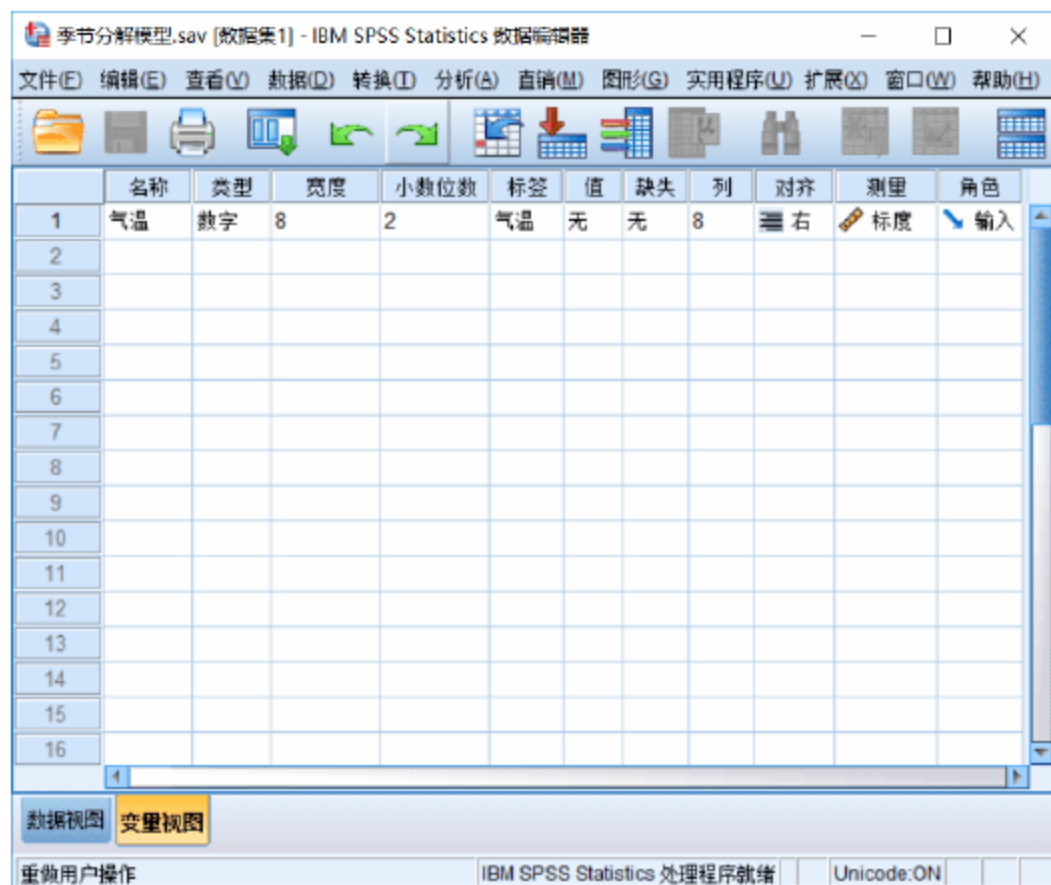 季节分解模型.sav [数据集1] - IBM SPSS Statistics 数据编辑器
文件(F) 编辑(E) 查看(V) 数据(D) 转换(T) 分析(A) 直销(M) 图形(G) 实用程序(U) 扩展(X) 窗口(W) 帮助(H)
名称 类型 宽度 小数位数 标签 值 缺失 列 对齐 测量 角色
1 气温 数字 8 2 气温 无 无 8 右 标度 输入
2
3
4
5
6
7
8
9
10
11
12
13
14
15
16
数据视图 变量视图
重做用户操作 IBM SPSS Statistics 处理程序就绪 Unicode:ON